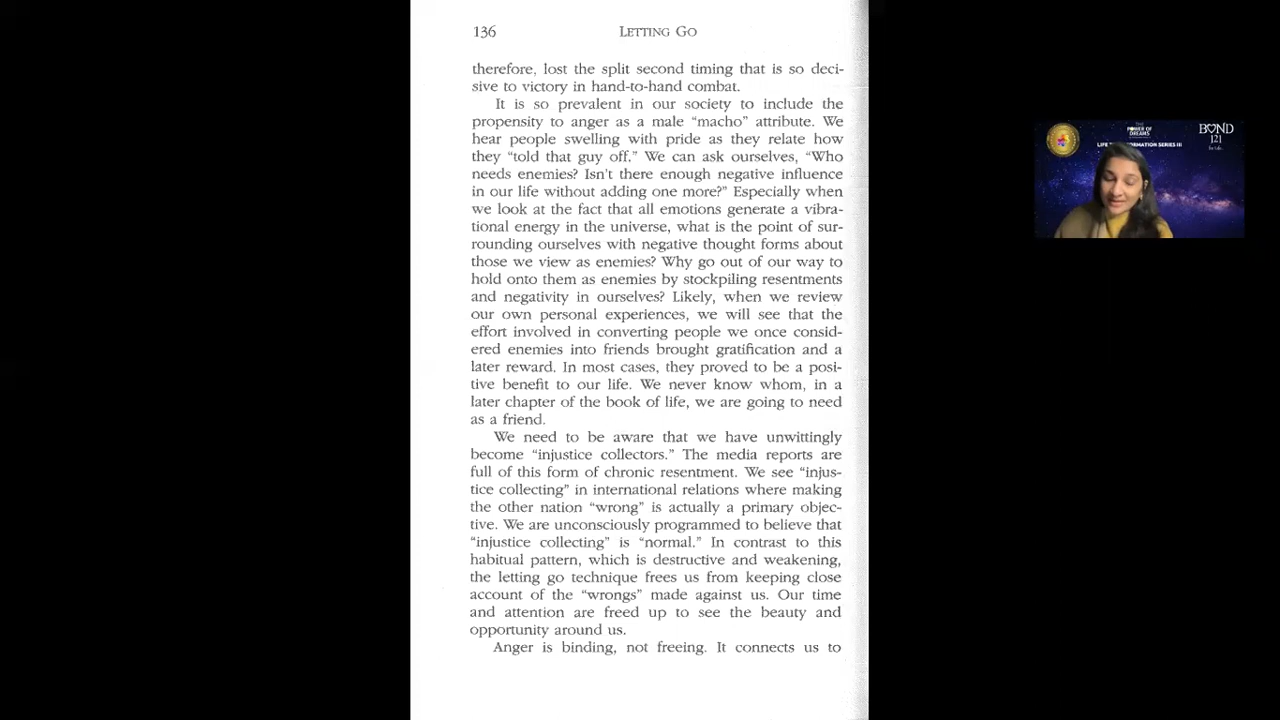 136 LETTING GO
therefore, lost the split second timing that is so deci-
sive to victory in hand-to-hand combat.
It is so prevalent in our society to include the
propensity to anger as a male “macho” attribute. We
hear people swelling with pride as they relate how
they “told that guy off.” We can ask ourselves, “Who
needs enemies? Isn't there enough negative influence
in our life without adding one more?” Especially when
we look at the fact that all emotions generate a vibra-
tional energy in the universe, what is the point of sur-
rounding ourselves with negative thought forms about
those we view as enemies? Why go out of our way to
hold onto them as enemies by stockpiling resentments
and negativity in ourselves? Likely, when we review
our own personal experiences, we will see that the
effort involved in converting people we once consid-
ered enemies into friends brought gratification and a
later reward. In most cases, they proved to be a posi-
tive benefit to our life. We never know whom, in a
later chapter of the book of life, we are going to need
as a friend.
We need to be aware that we have unwittingly
become “injustice collectors.” The media reports are
full of this form of chronic resentment. We see “injus-
tice collecting” in international relations where making
the other nation “wrong” is actually a primary objec-
tive. We are unconsciously programmed to believe that
“injustice collecting” is “normal.” In contrast to this
habitual pattern, which is destructive and weakening,
the letting go technique frees us from keeping close
account of the “wrongs” made against us. Our time
and attention are freed up to see the beauty and
opportunity around us.
Anger is binding, not freeing. It connects us to
THE
POWER OF
DREAMS
BOND
121
LIFE
FORMATION SERIES III